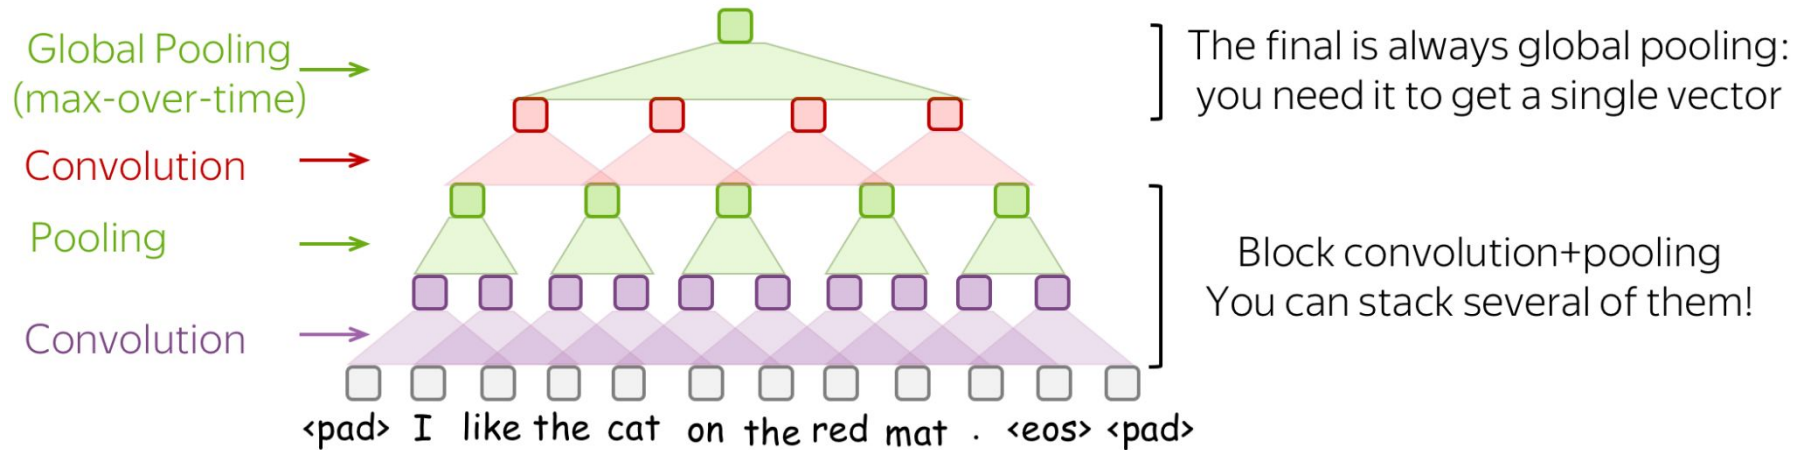 Global Pooling
(max-over-time)
The final is always global pooling:
you need it to get a single vector
Convolution
Pooling
Block convolution+pooling
You can stack several of them!
Convolution
<pad> I like the cat on the red mat . <eos> <pad>